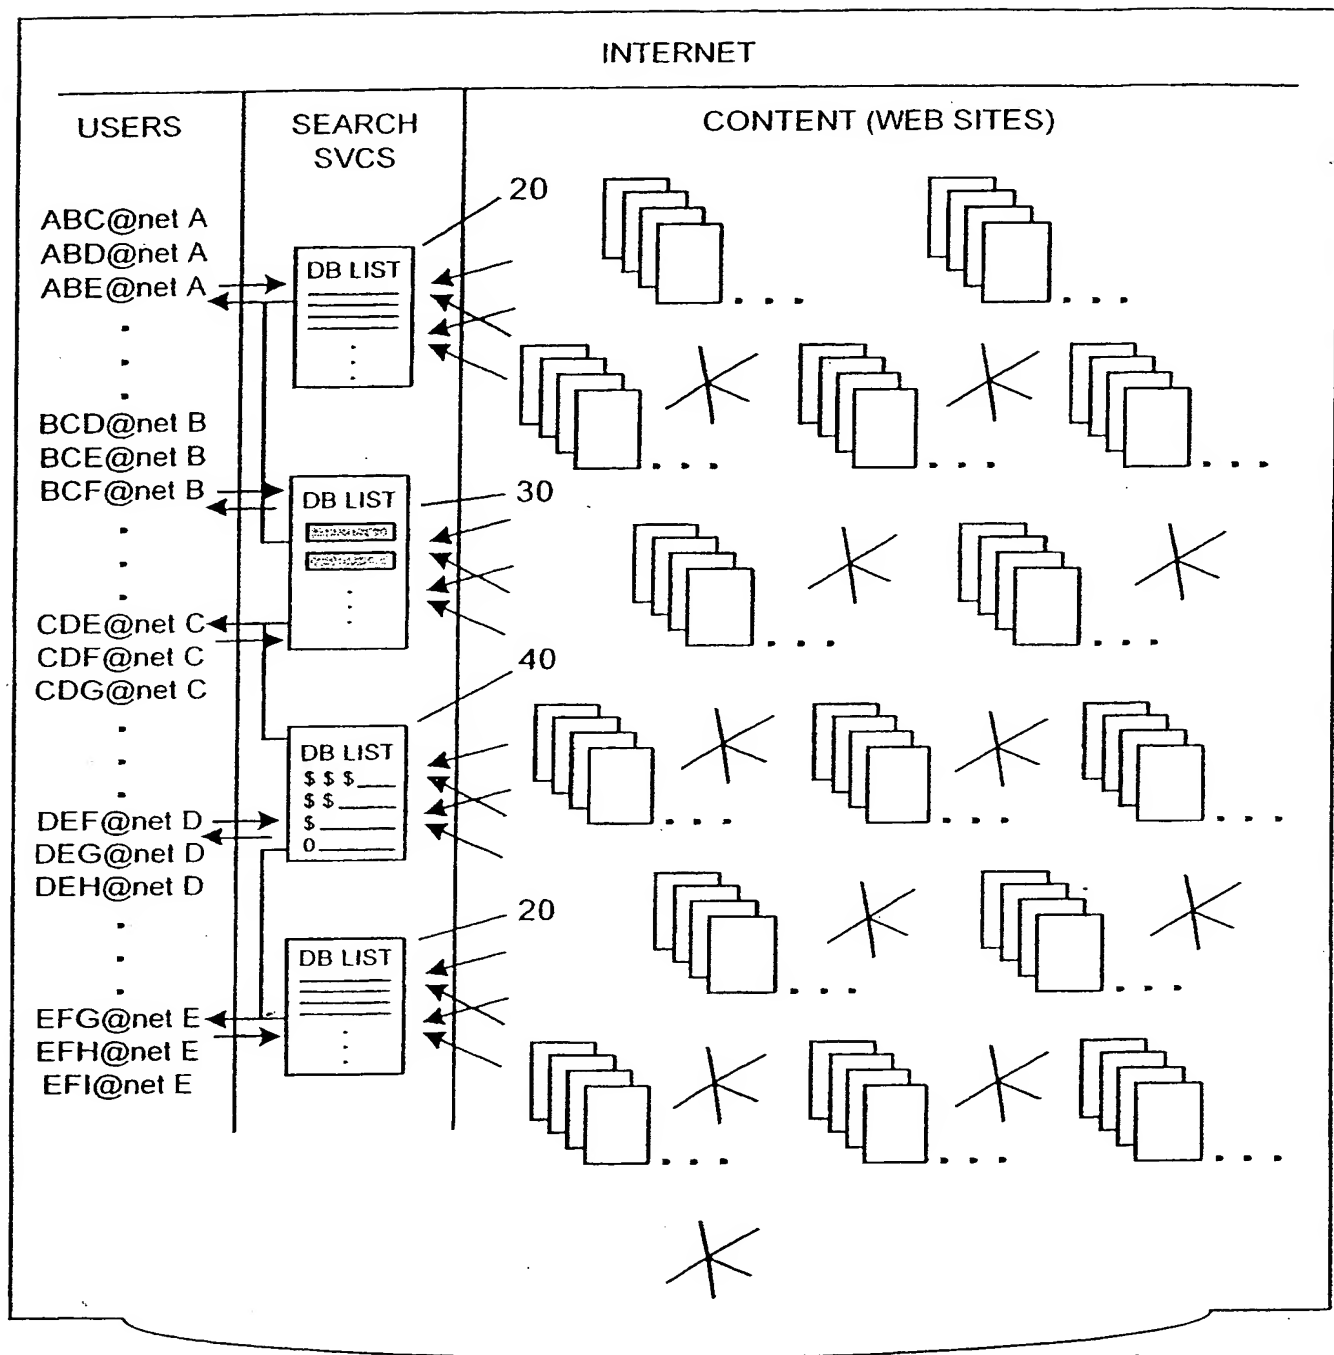 INTERNET
USERS
SEARCH
SVCS
CONTENT (WEB SITES)
ABC@net A
ABD@net A
ABE@net A
BCD@net B
BCE@net B
BCF@net B
CDE@net C
CDF@net C
CDG@net C
DEF@net D
DEG@net D
DEH@net D
EFG@net E
EFH@net E
EFI@net E
20
DB LIST
30
DB LIST
40
DB LIST
$ $ $
$ $
$
0
20
DB LIST